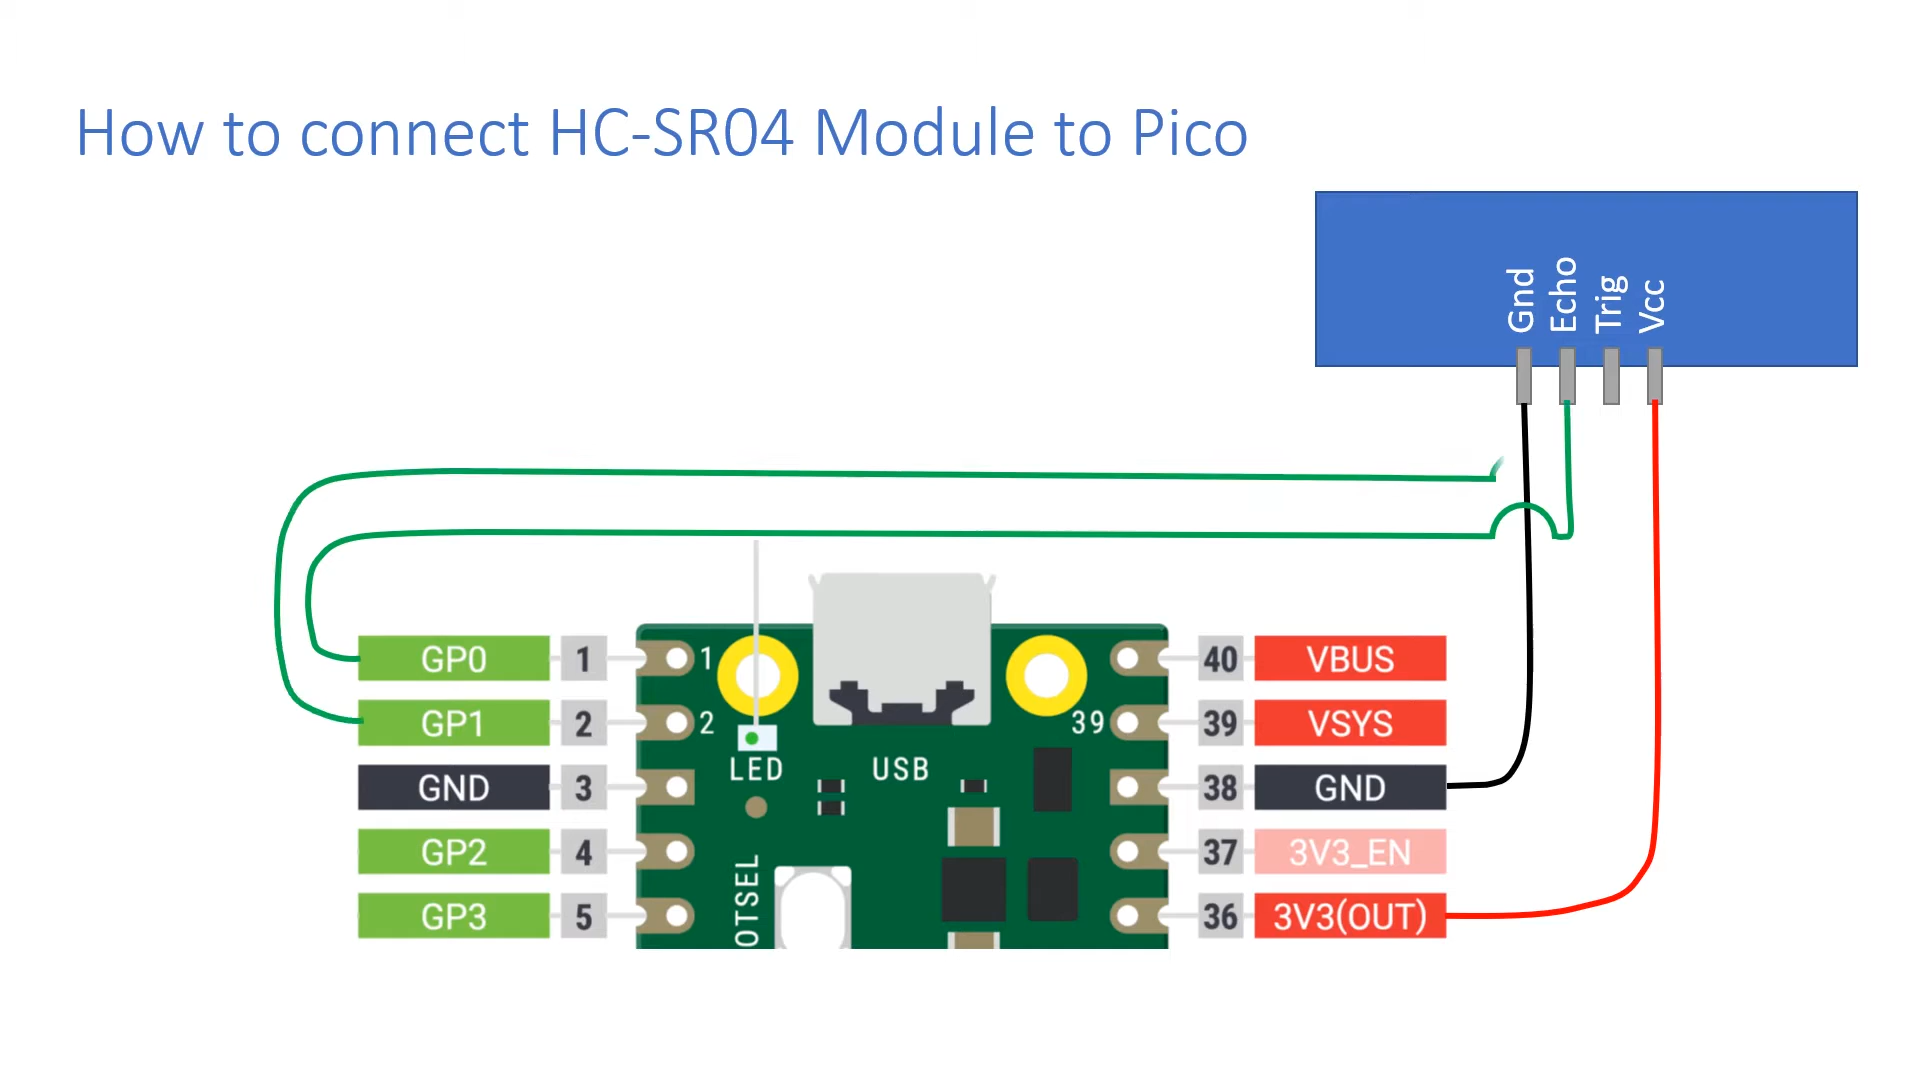 How to connect HC-SR04 Module to Pico
Gnd
Echo
Trig
Vcc
GP0 1 1 40 VBUS
GP1 2 2 39 39 VSYS
LED USB
GND 3 38 GND
GP2 4 37 3V3_EN
OTSEL
GP3 5 36 3V3(OUT)